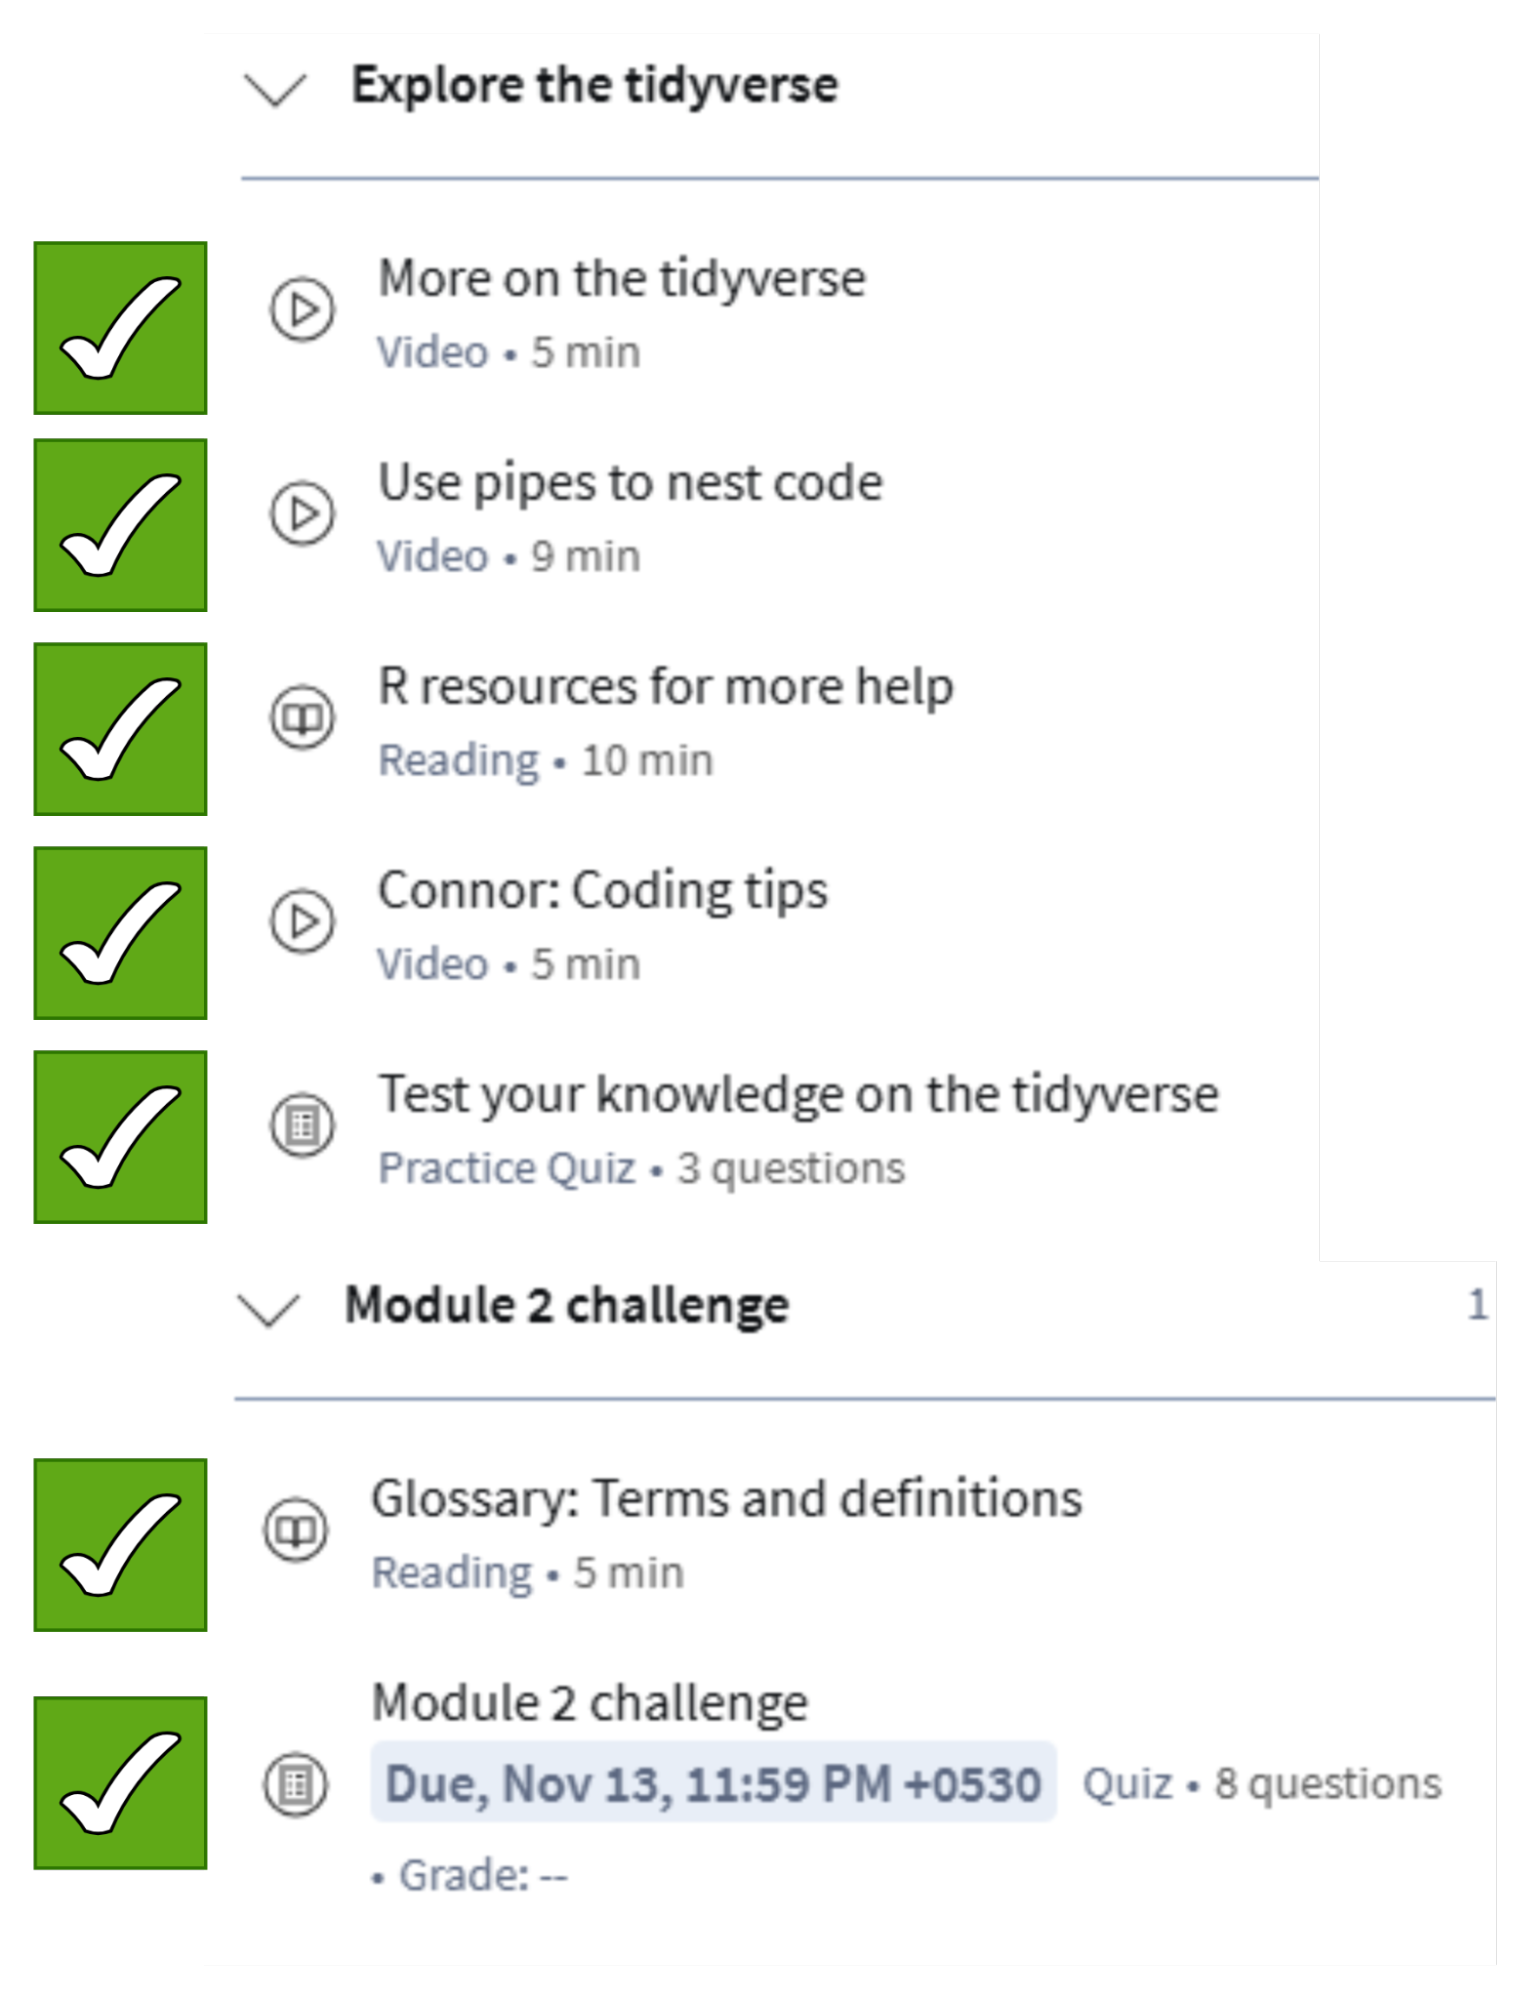 Explore the tidyverse
More on the tidyverse
Video • 5 min
Use pipes to nest code
Video • 9 min
R resources for more help
Reading • 10 min
Connor: Coding tips
Video • 5 min
Test your knowledge on the tidyverse
Practice Quiz • 3 questions
Module 2 challenge 1
Glossary: Terms and definitions
Reading • 5 min
Module 2 challenge
Due, Nov 13, 11:59 PM +0530 Quiz • 8 questions
• Grade: --